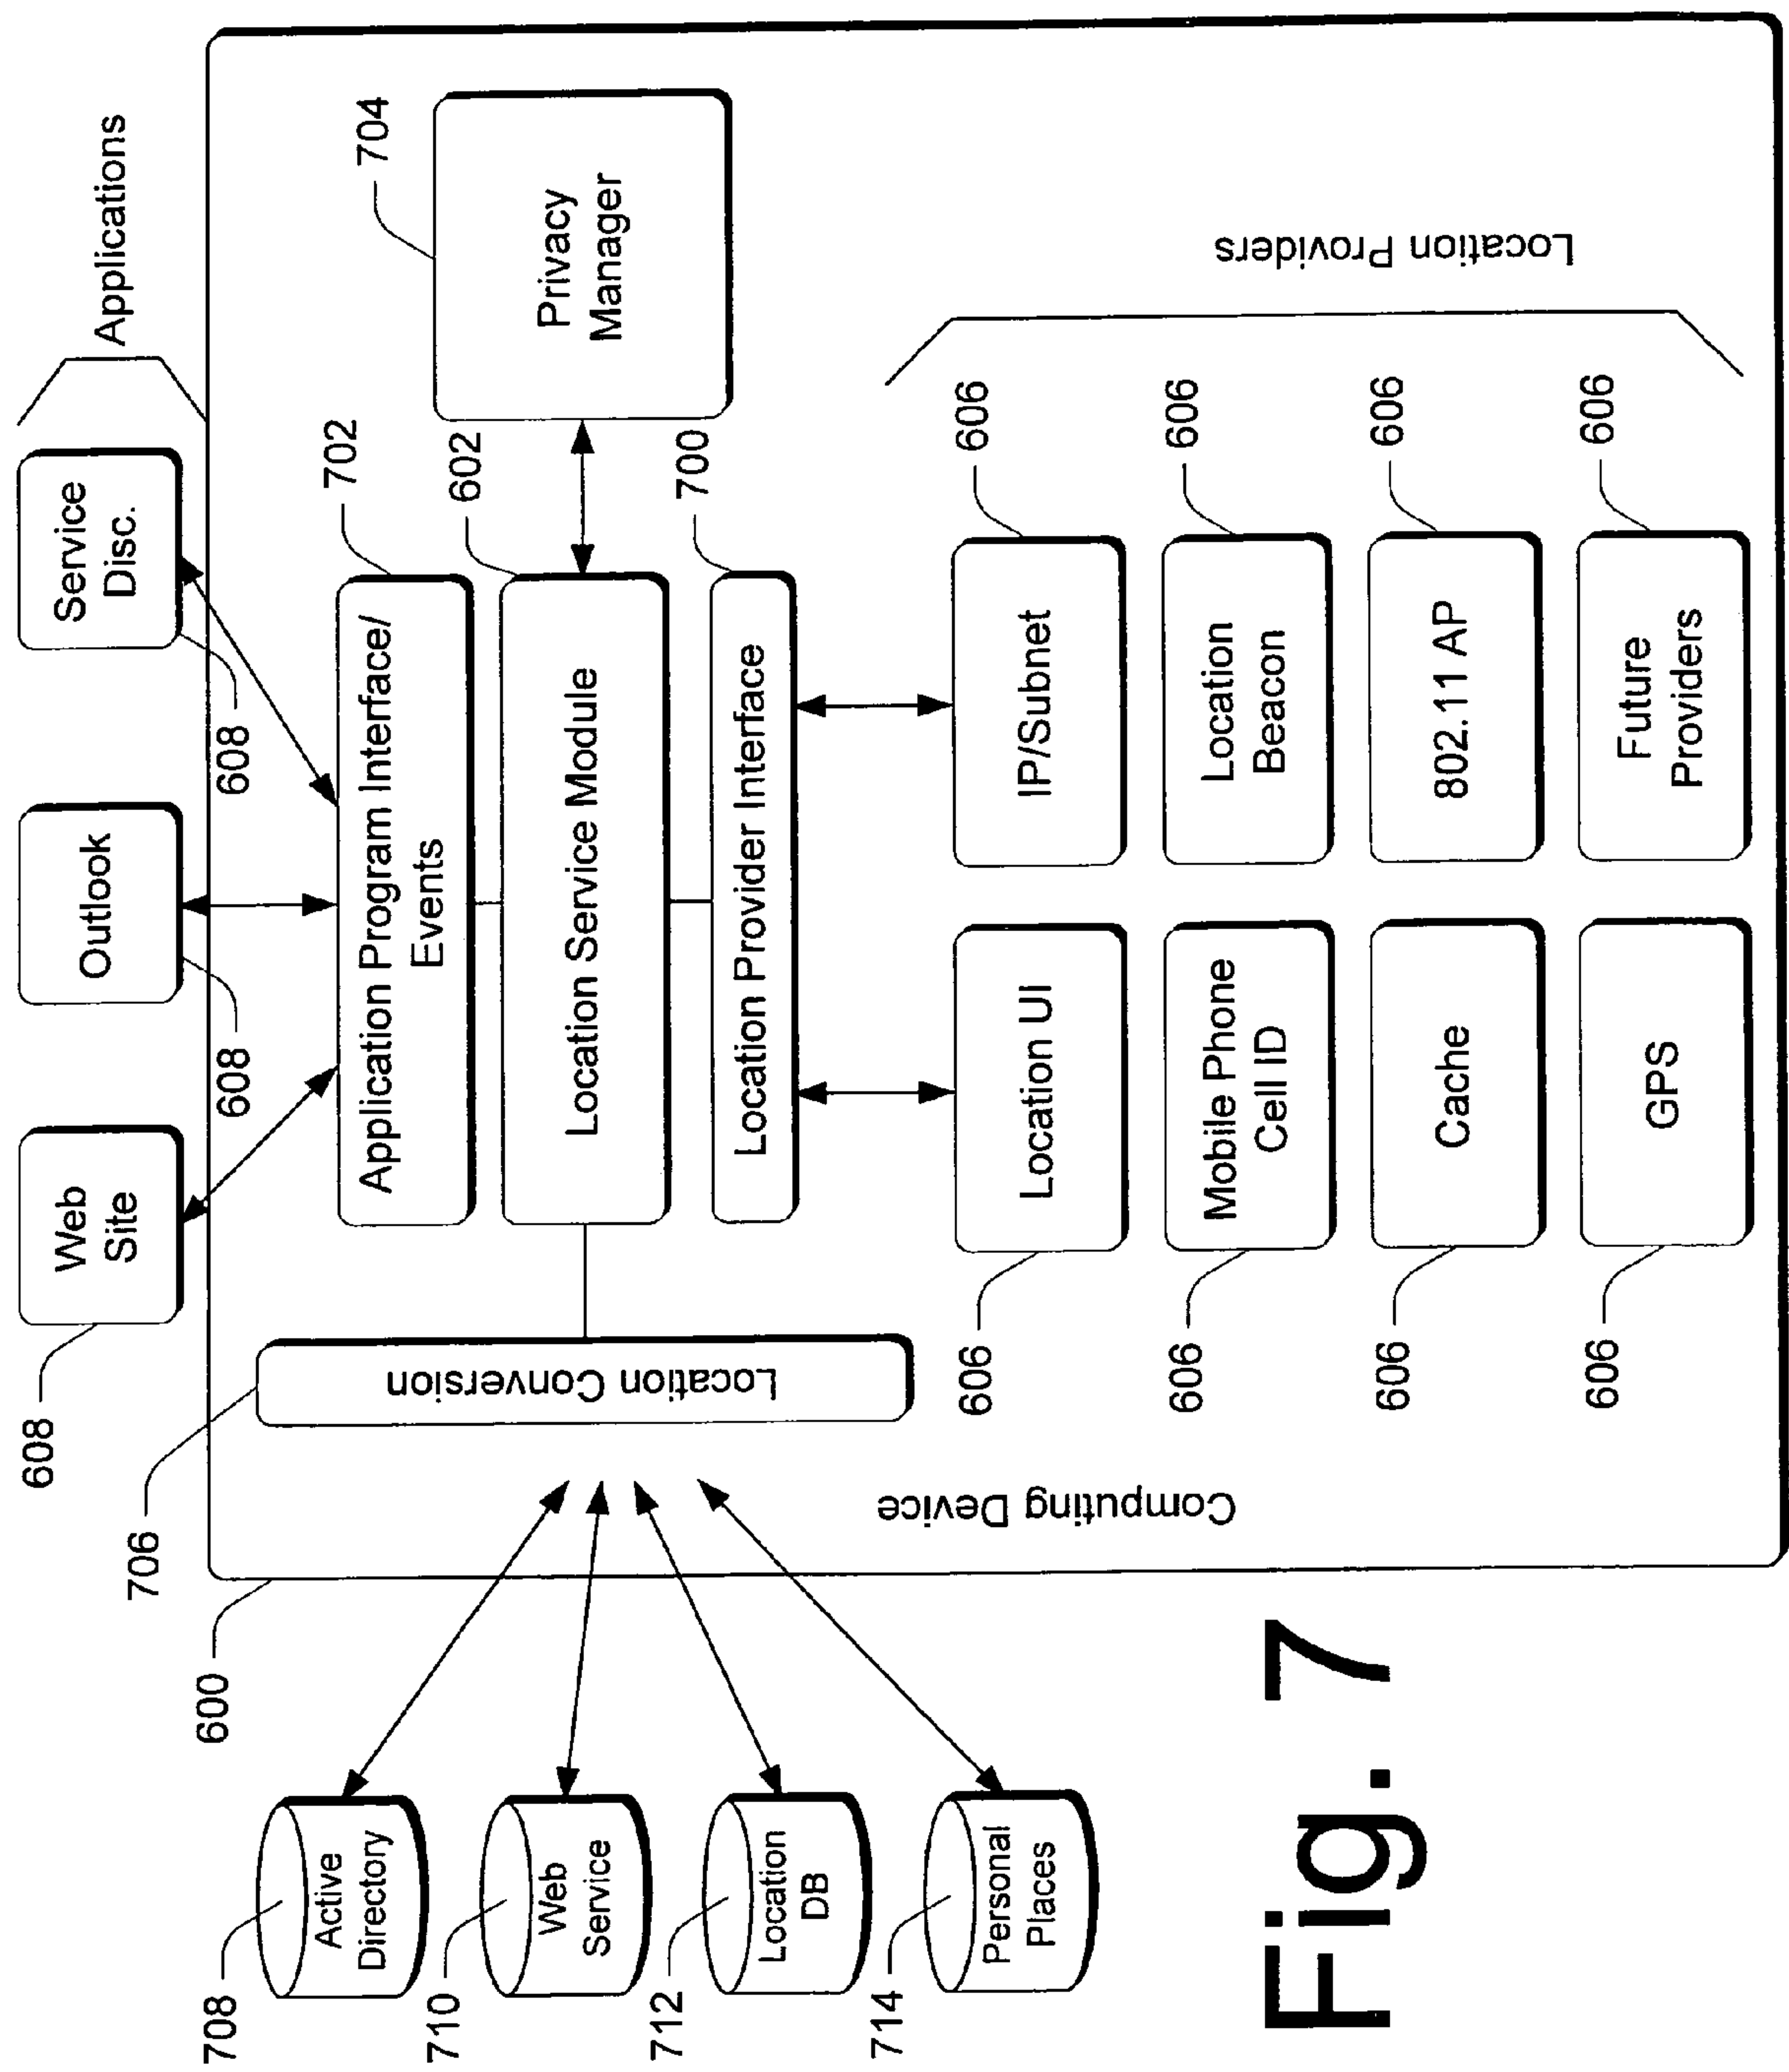 Applications
608
Web
Site
Outlook
608
Service
Disc.
608
706
600
Application Program Interface/
Events
702
Location Service Module
602
Location Provider Interface
700
Privacy
Manager
704
Location Conversion
Computing Device
708
Active
Directory
710
Web
Service
712
Location
DB
714
Personal
Places
606
Location UI
IP/Subnet
606
606
Mobile Phone
Cell ID
Location
Beacon
606
606
Cache
802.11 AP
606
606
GPS
Future
Providers
606
Location Providers
Fig. 7